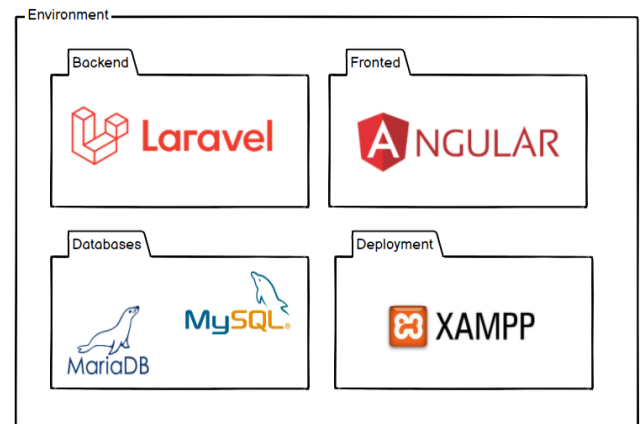 Environment
Backend
Fronted
Laravel
ANGULAR
Databases
Deployment
MySQL®
XAMPP
MariaDB